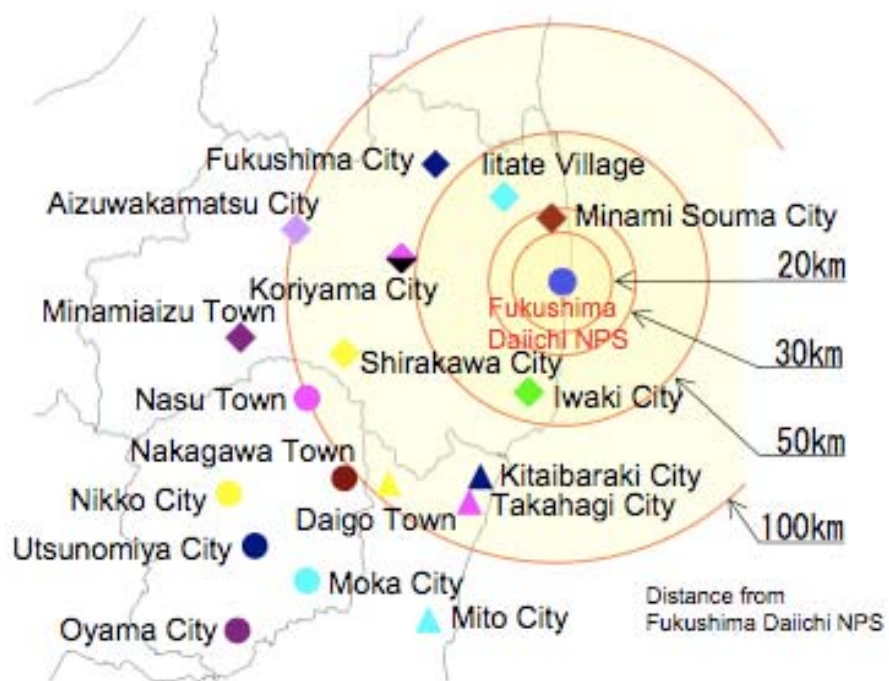 Fukushima City
Iitate Village
Aizuwakamatsu City
Minami Souma City
20km
Koriyama City
Minamiaizu Town
Fukushima
Daiichi NPS
Shirakawa City
30km
Nasu Town
Iwaki City
50km
Nakagawa Town
Kitaibaraki City
Nikko City
Takahagi City
Daigo Town
100km
Utsunomiya City
Moka City
Distance from
Fukushima Daiichi NPS
Mito City
Oyama City